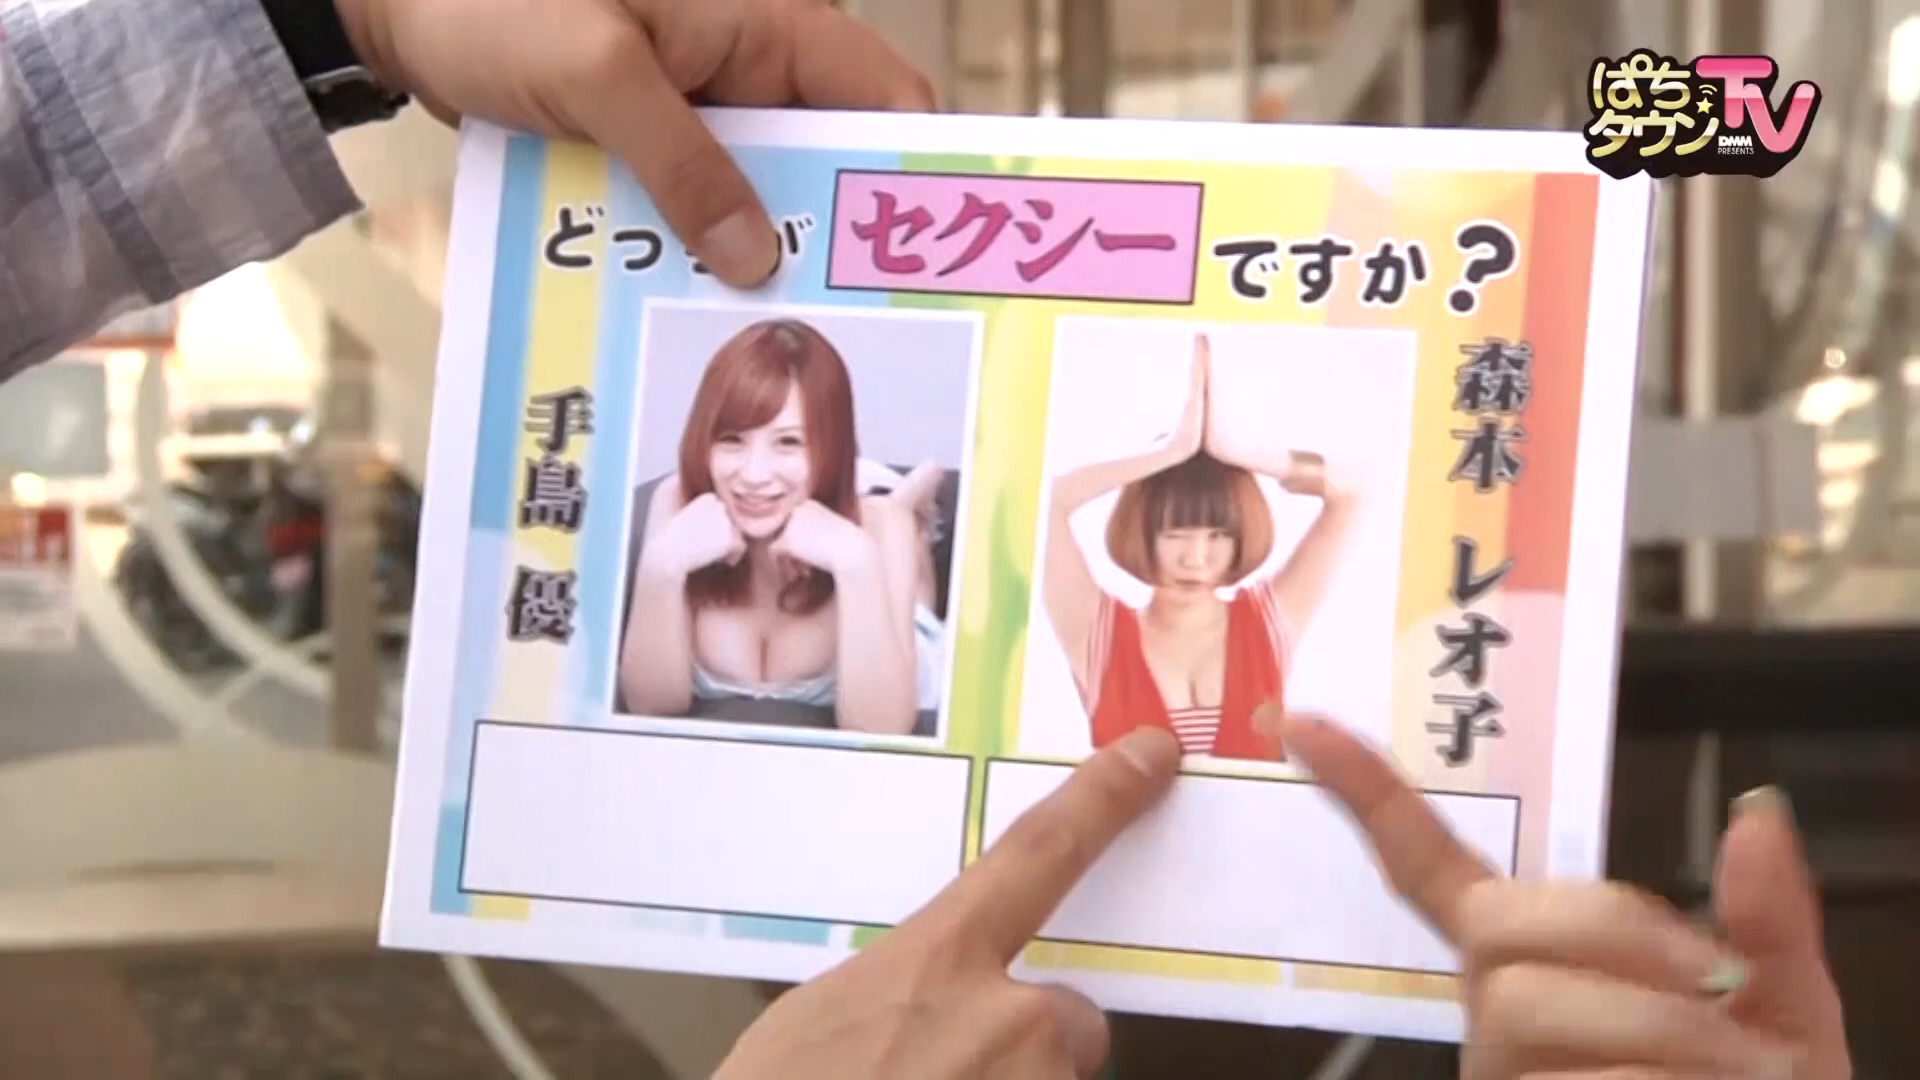 ぱち
タウン
TV
DMM
PRESENTS
どっ が セクシー ですか?
手島 優
森本 レオ子